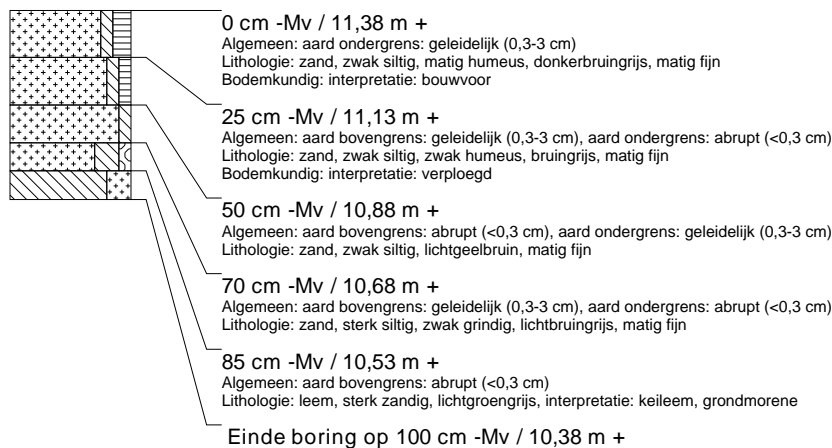 0 cm -Mv / 11,38 m +
Algemeen: aard ondergrens: geleidelijk (0,3-3 cm)
Lithologie: zand, zwak siltig, matig humeus, donkerbruingrijs, matig fijn
Bodemkundig: interpretatie: bouwvoor
25 cm -Mv / 11,13 m +
Algemeen: aard bovengrens: geleidelijk (0,3-3 cm), aard ondergrens: abrupt (<0,3 cm)
Lithologie: zand, zwak siltig, zwak humeus, bruingrijs, matig fijn
Bodemkundig: interpretatie: verploegd
50 cm -Mv / 10,88 m +
Algemeen: aard bovengrens: abrupt (<0,3 cm), aard ondergrens: geleidelijk (0,3-3 cm)
Lithologie: zand, zwak siltig, lichtgeelbruin, matig fijn
70 cm -Mv / 10,68 m +
Algemeen: aard bovengrens: geleidelijk (0,3-3 cm), aard ondergrens: abrupt (<0,3 cm)
Lithologie: zand, sterk siltig, zwak grindig, lichtbruingrijs, matig fijn
85 cm -Mv / 10,53 m +
Algemeen: aard bovengrens: abrupt (<0,3 cm)
Lithologie: leem, sterk zandig, lichtgroengrijs, interpretatie: keileem, grondmorene
Einde boring op 100 cm -Mv / 10,38 m +